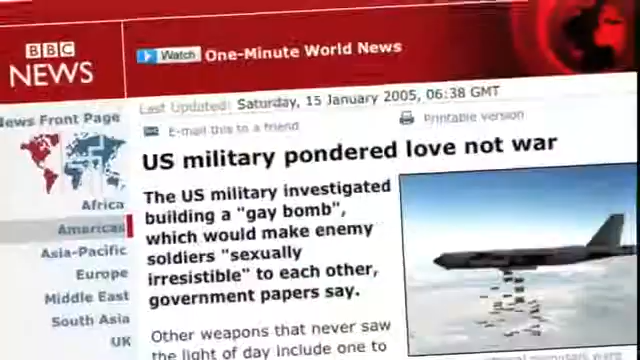 BBC
NEWS
Watch One-Minute World News
News Front Page
Africa
Americas
Asia-Pacific
Europe
Middle East
South Asia
UK
Last Updated: Saturday, 15 January 2005, 06:38 GMT
E-mail this to a friend
Printable version
US military pondered love not war
The US military investigated
building a "gay bomb",
which would make enemy
soldiers "sexually
irresistible" to each other,
government papers say.
Other weapons that never saw
the light of day include one to